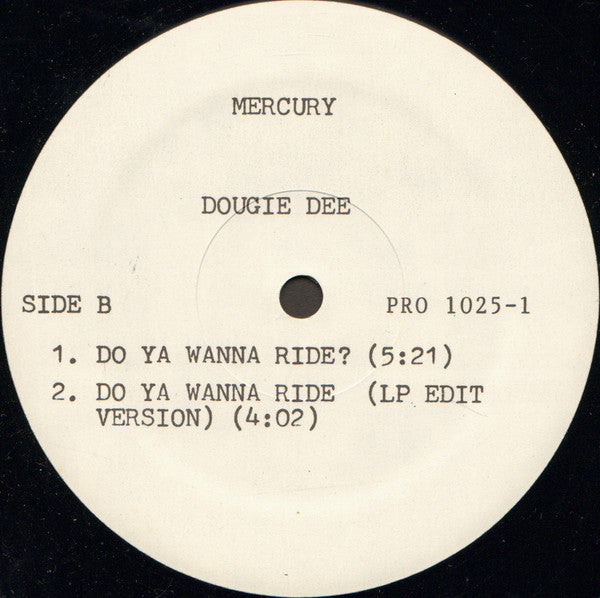 MERCURY
DOUGIE DEE
SIDE B
PRO 1025-1
1. DO YA WANNA RIDE? (5:21)
2. DO YA WANNA RIDE (LP EDIT
VERSION) (4:02)